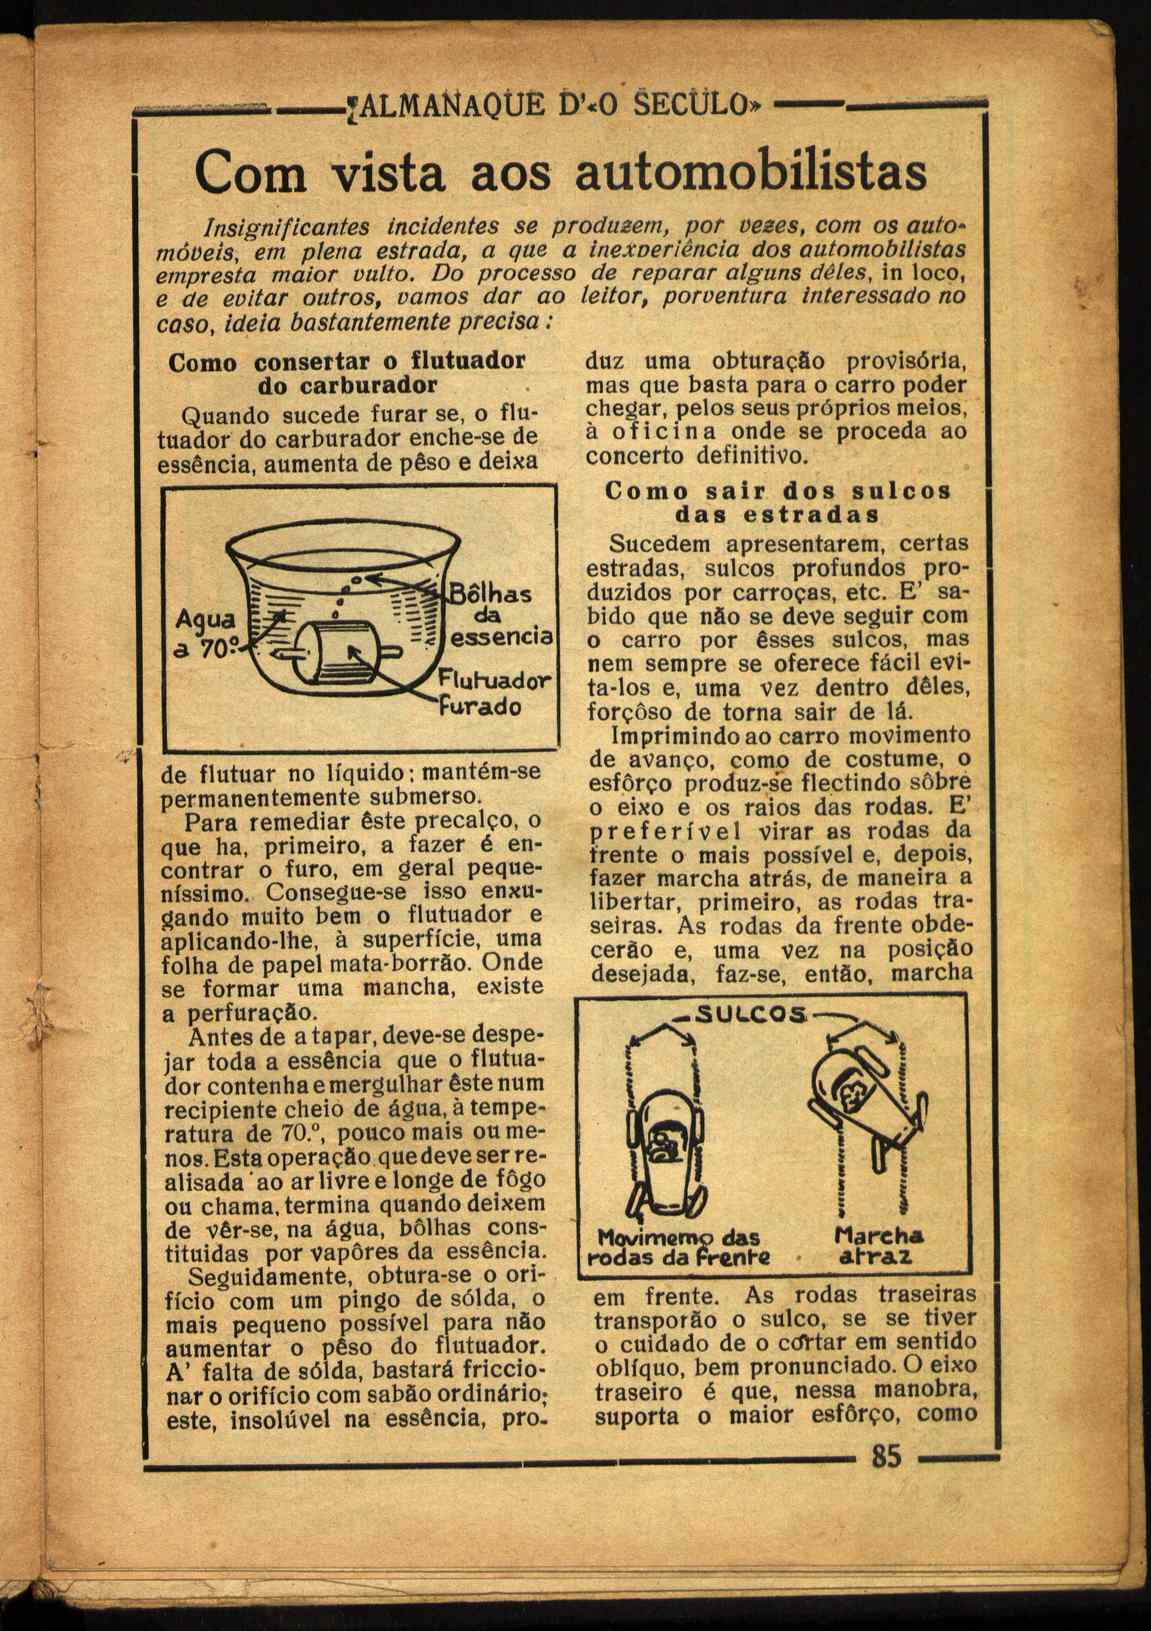 ALMANAQUE D'«O SECULO»
Com vista aos automobilistas
Insignificantes incidentes se produzem, por vezes, com os auto-
móveis, em plena estrada, a que a inexperiência dos automobilistas
empresta maior vulto. Do processo de reparar alguns dêles, in loco,
e de evitar outros, vamos dar ao leitor, porventura interessado no
caso, ideia bastantemente precisa :
Como consertar o flutuador
do carburador
Quando sucede furar se, o flu-
tuador do carburador enche-se de
essência, aumenta de pêso e deixa
Agua
a 70.º
Bôlhas
da
essencia
Flutuador
furado
de flutuar no líquido; mantém-se
permanentemente submerso.
Para remediar êste precalço, o
que ha, primeiro, a fazer é en-
contrar o furo, em geral peque-
níssimo. Consegue-se isso enxu-
gando muito bem o flutuador e
aplicando-lhe, à superfície, uma
folha de papel mata-borrão. Onde
se formar uma mancha, existe
a perfuração.
Antes de a tapar, deve-se despe-
jar toda a essência que o flutua-
dor contenha e mergulhar êste num
recipiente cheio de água, à tempe-
ratura de 70.º, pouco mais ou me-
nos. Esta operação que deve ser re-
alisada ao ar livre e longe de fôgo
ou chama, termina quando deixem
de vêr-se, na água, bôlhas cons-
tituidas por vapôres da essência.
Seguidamente, obtura-se o ori-
fício com um pingo de sólda, o
mais pequeno possível para não
aumentar o pêso do flutuador.
A' falta de sólda, bastará friccio-
nar o orifício com sabão ordinário;
este, insolúvel na essência, pro-
duz uma obturação provisória,
mas que basta para o carro poder
chegar, pelos seus próprios meios,
à oficina onde se proceda ao
concerto definitivo.
Como sair dos sulcos
das estradas
Sucedem apresentarem, certas
estradas, sulcos profundos pro-
duzidos por carroças, etc. E' sa-
bido que não se deve seguir com
o carro por êsses sulcos, mas
nem sempre se oferece fácil evi-
ta-los e, uma vez dentro dêles,
forçôso de torna sair de lá.
Imprimindo ao carro movimento
de avanço, como de costume, o
esfôrço produz-se flectindo sôbre
o eixo e os raios das rodas. E'
preferível virar as rodas da
frente o mais possível e, depois,
fazer marcha atrás, de maneira a
libertar, primeiro, as rodas tra-
seiras. As rodas da frente obde-
cerão e, uma vez na posição
desejada, faz-se, então, marcha
SULCOS
Movimemo das
rodas da frente
Marcha
atraz
em frente. As rodas traseiras
transporão o sulco, se se tiver
o cuidado de o cortar em sentido
oblíquo, bem pronunciado. O eixo
traseiro é que, nessa manobra,
suporta o maior esfôrço, como
85